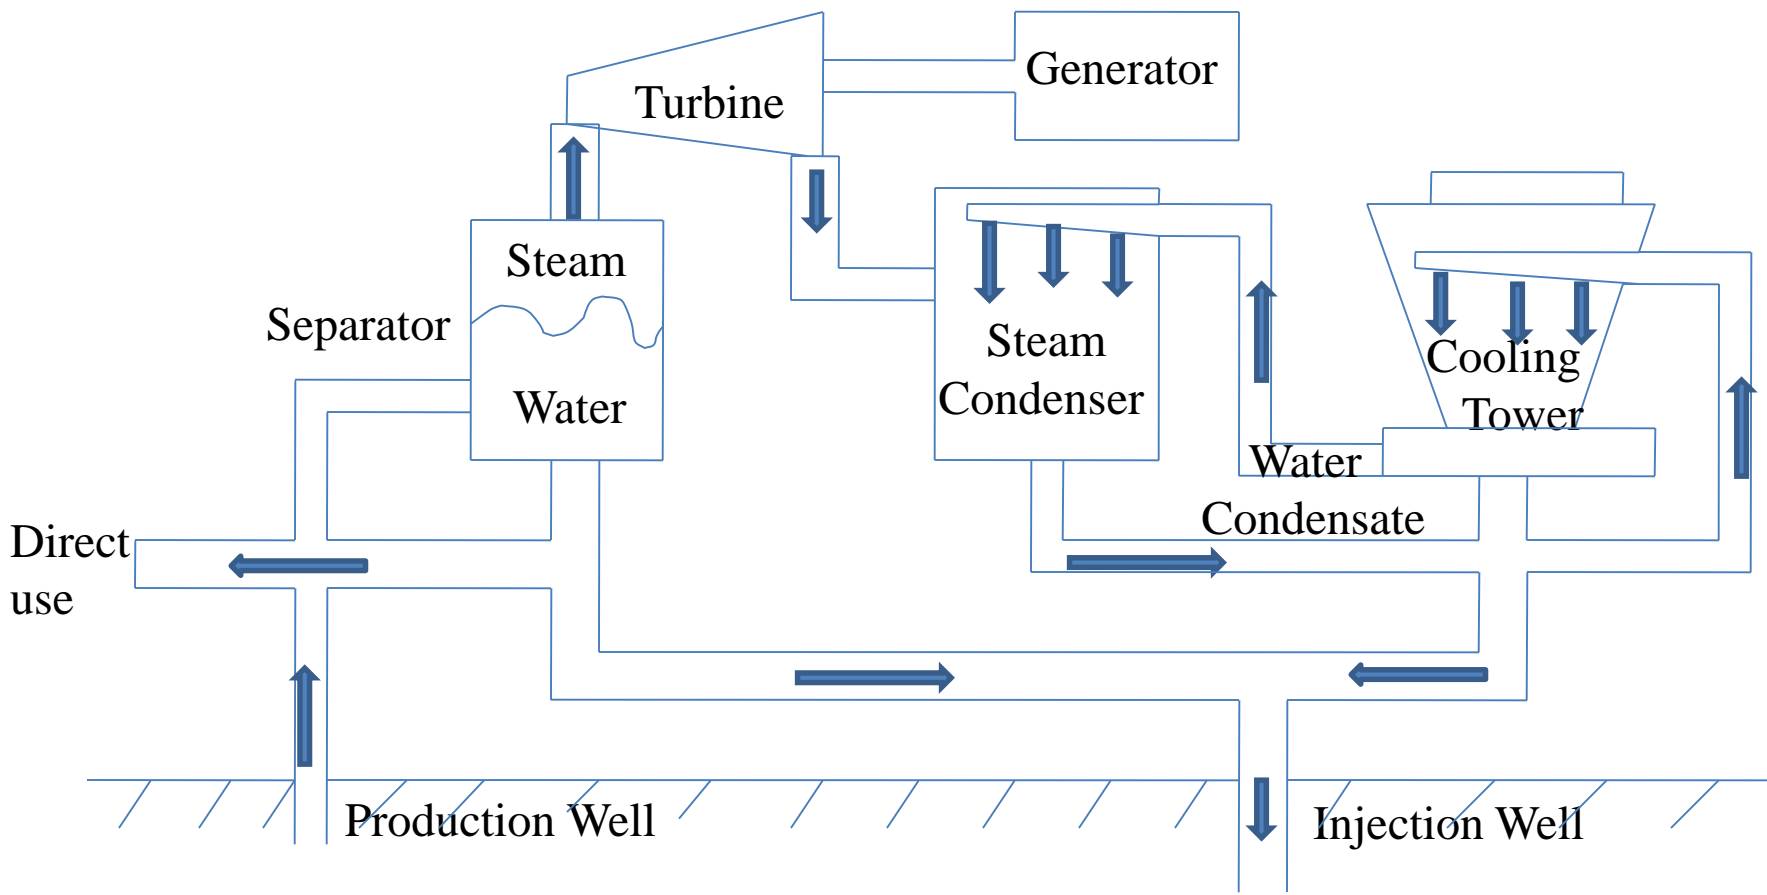 Generator
Turbine
Steam
Separator
Water
Steam
Condenser
Cooling
Tower
Water
Condensate
Direct
use
Production Well
Injection Well